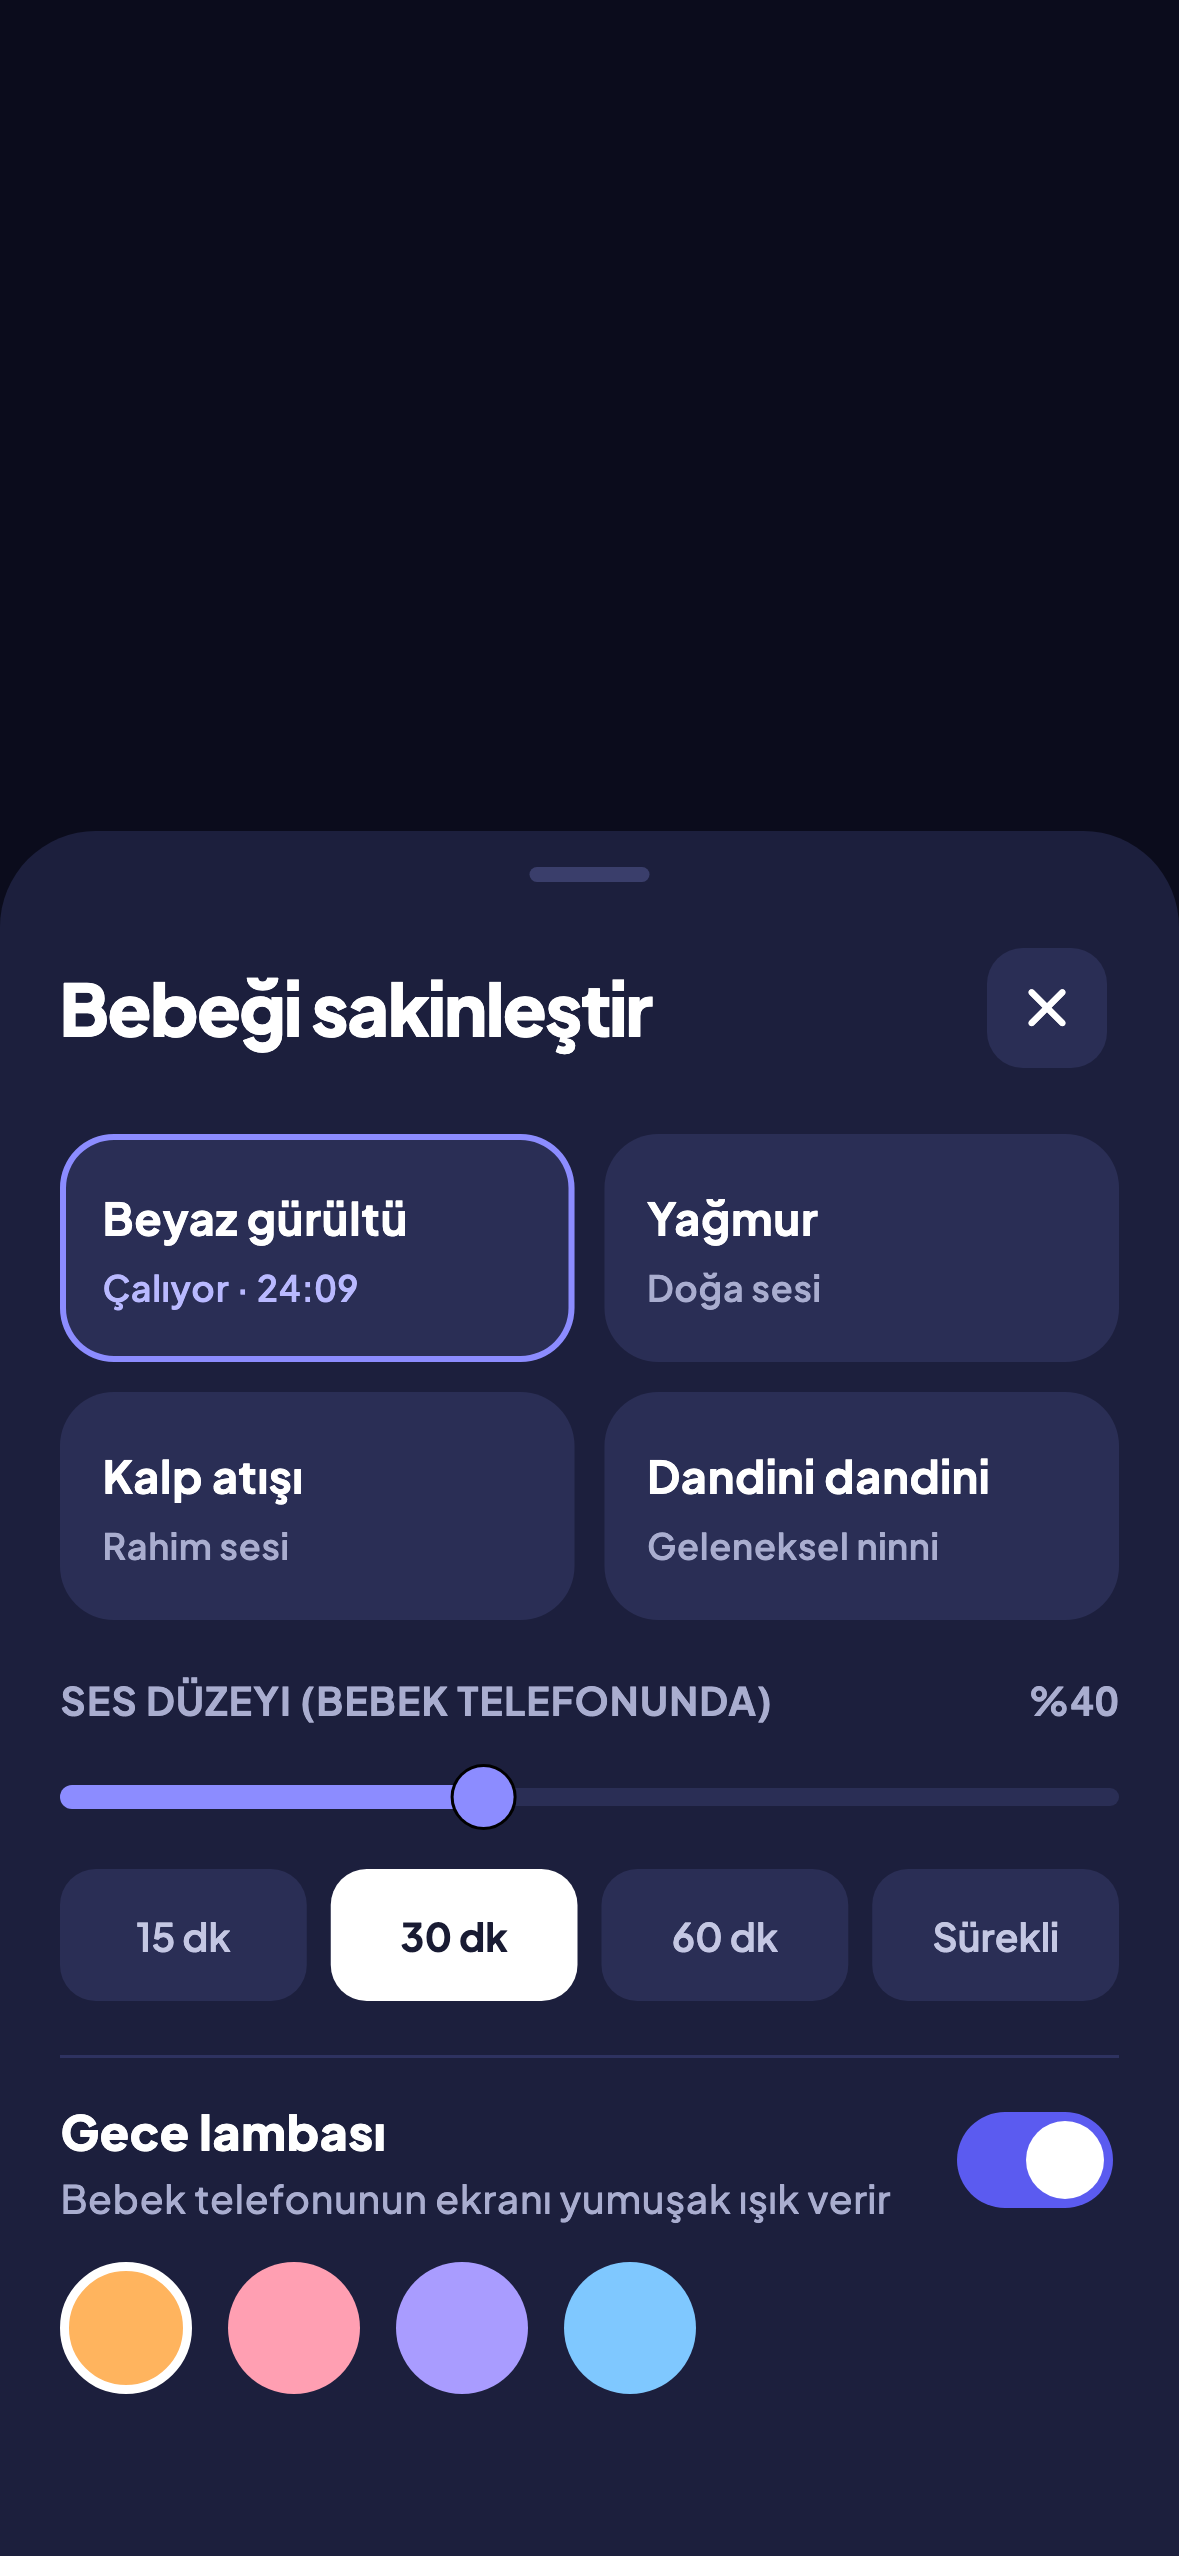 Bebeği sakinleştir
Beyaz gürültü
Çalıyor · 24:09
Yağmur
Doğa sesi
Kalp atışı
Rahim sesi
Dandini dandini
Geleneksel ninni
SES DÜZEYI (BEBEK TELEFONUNDA)
%40
15 dk
30 dk
60 dk
Sürekli
Gece lambası
Bebek telefonunun ekranı yumuşak ışık verir